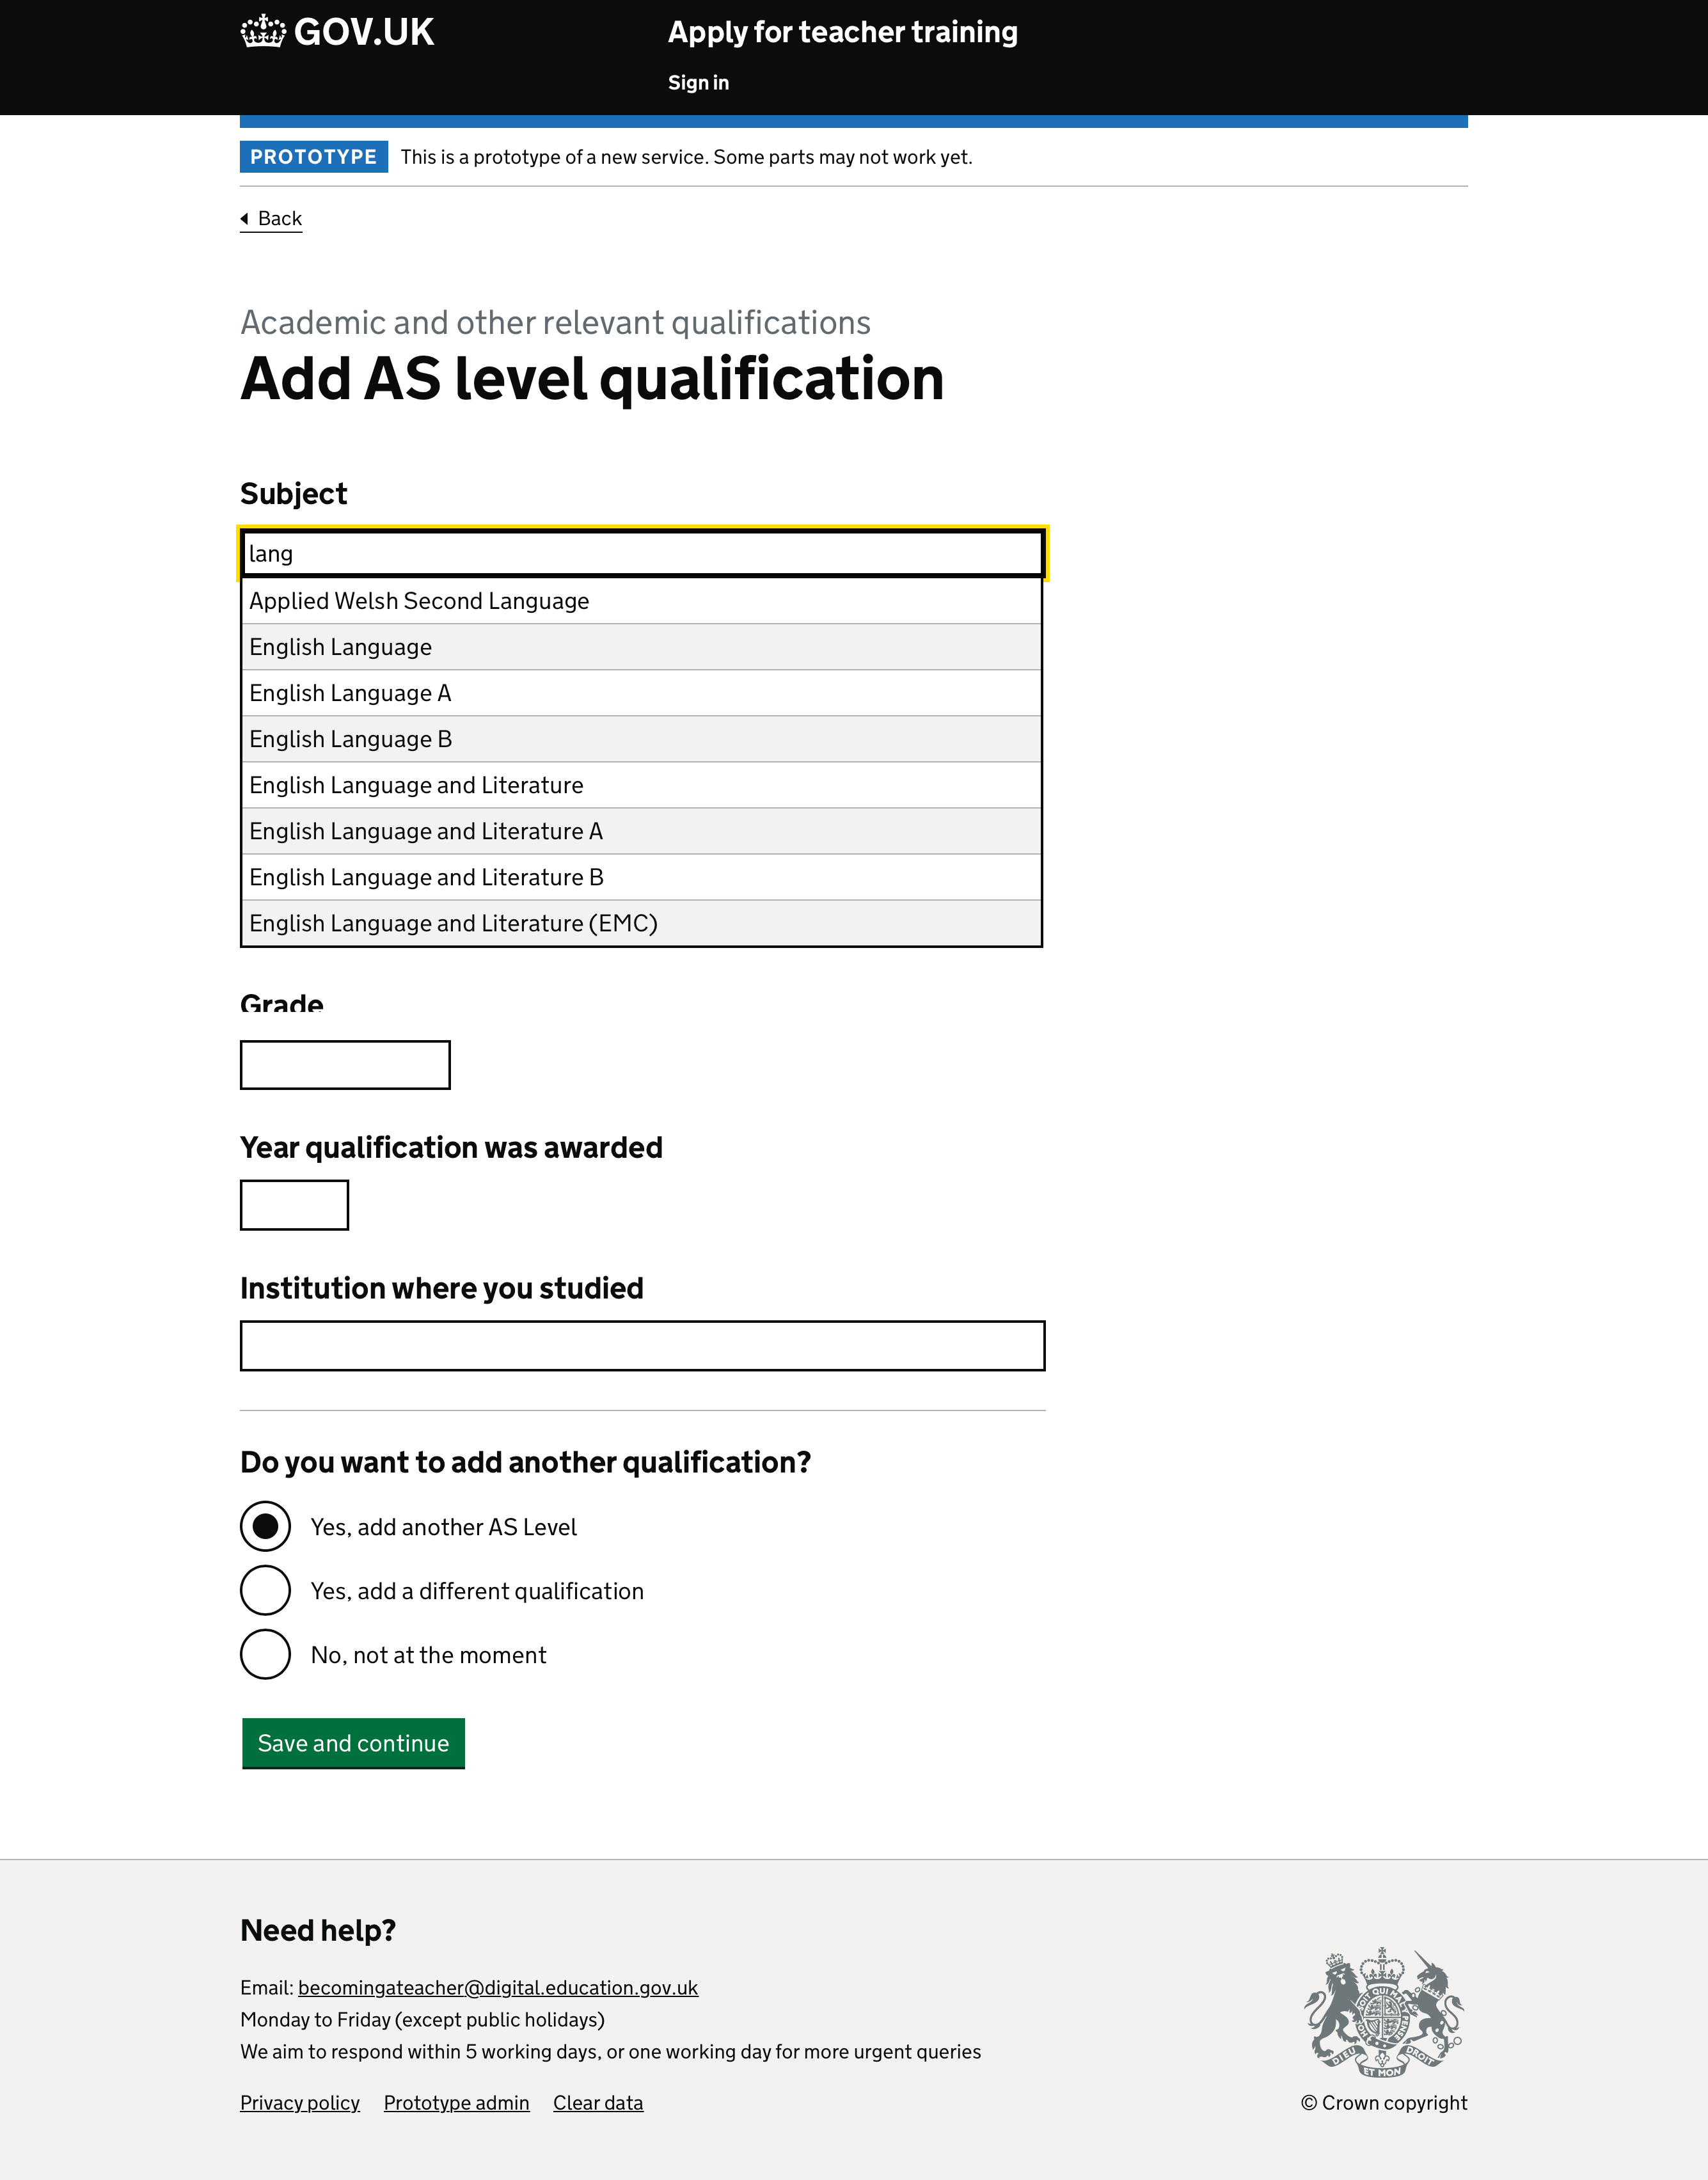 GOV.UK
Apply for teacher training
Sign in
PROTOTYPE This is a prototype of a new service. Some parts may not work yet.
Back
Academic and other relevant qualifications
Add AS level qualification
Subject
lang
Applied Welsh Second Language
English Language
English Language A
English Language B
English Language and Literature
English Language and Literature A
English Language and Literature B
English Language and Literature (EMC)
Grade
Year qualification was awarded
Institution where you studied
Do you want to add another qualification?
Yes, add another AS Level
Yes, add a different qualification
No, not at the moment
Save and continue
Need help?
Email: becomingateacher@digital.education.gov.uk
Monday to Friday (except public holidays)
We aim to respond within 5 working days, or one working day for more urgent queries
Privacy policy Prototype admin Clear data
DIEU ET MON DROIT
© Crown copyright